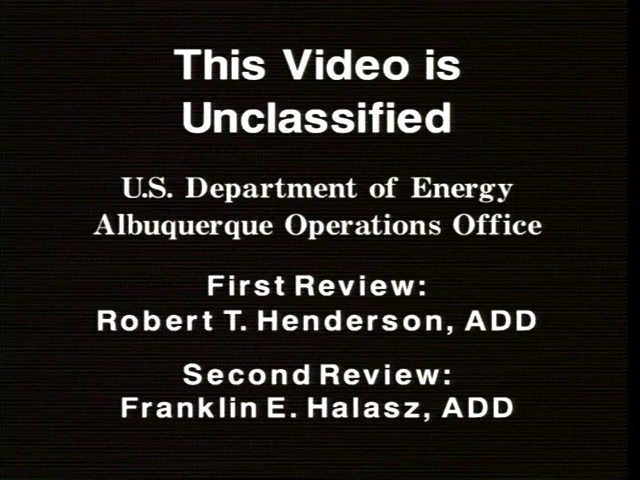 This Video is
Unclassified
U.S. Department of Energy
Albuquerque Operations Office
First Review:
Robert T. Henderson, ADD
Second Review:
Franklin E. Halasz, ADD